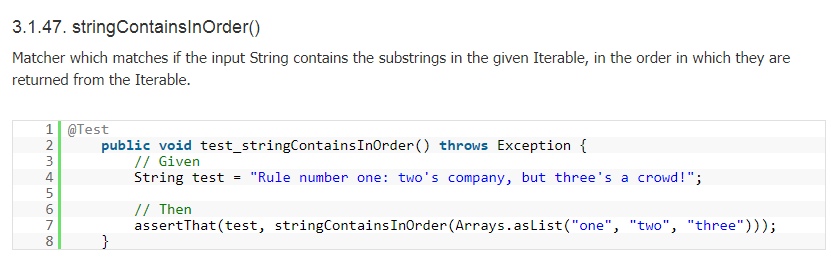 3.1.47. stringContainsInOrder()
Matcher which matches if the input String contains the substrings in the given Iterable, in the order in which they are
returned from the Iterable.
1 @Test
2     public void test_stringContainsInOrder() throws Exception {
3         // Given
4         String test = "Rule number one: two's company, but three's a crowd!";
5
6         // Then
7         assertThat(test, stringContainsInOrder(Arrays.asList("one", "two", "three")));
8     }